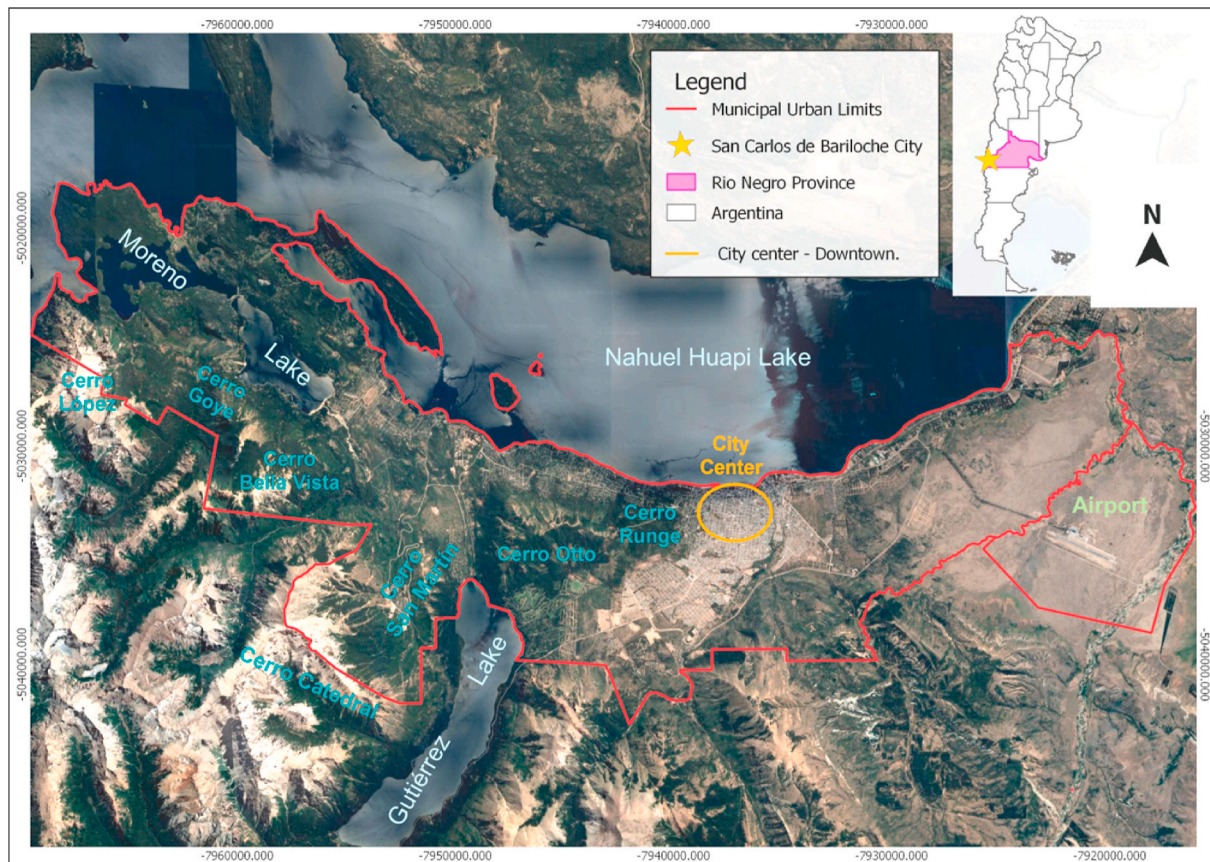 -7960000.000
-7950000.000
-7940000.000
-7930000.000
Legend
Municipal Urban Limits
San Carlos de Bariloche City
Rio Negro Province
Argentina
City center - Downtown.
N
-5020000.000
Moreno
Lake
Nahuel Huapi Lake
Cerro
López
Cerro
Goye
-5030000.000
-5030000.000
City
Center
Cerro
Bella Vista
Cerro
Runge
Airport
Cerro Otto
Cerro
San Martín
-5040000.000
-5040000.000
Cerro Catedral
Gutiérrez
Lake
-7960000.000
-7950000.000
-7940000.000
-7930000.000
-7920000.000